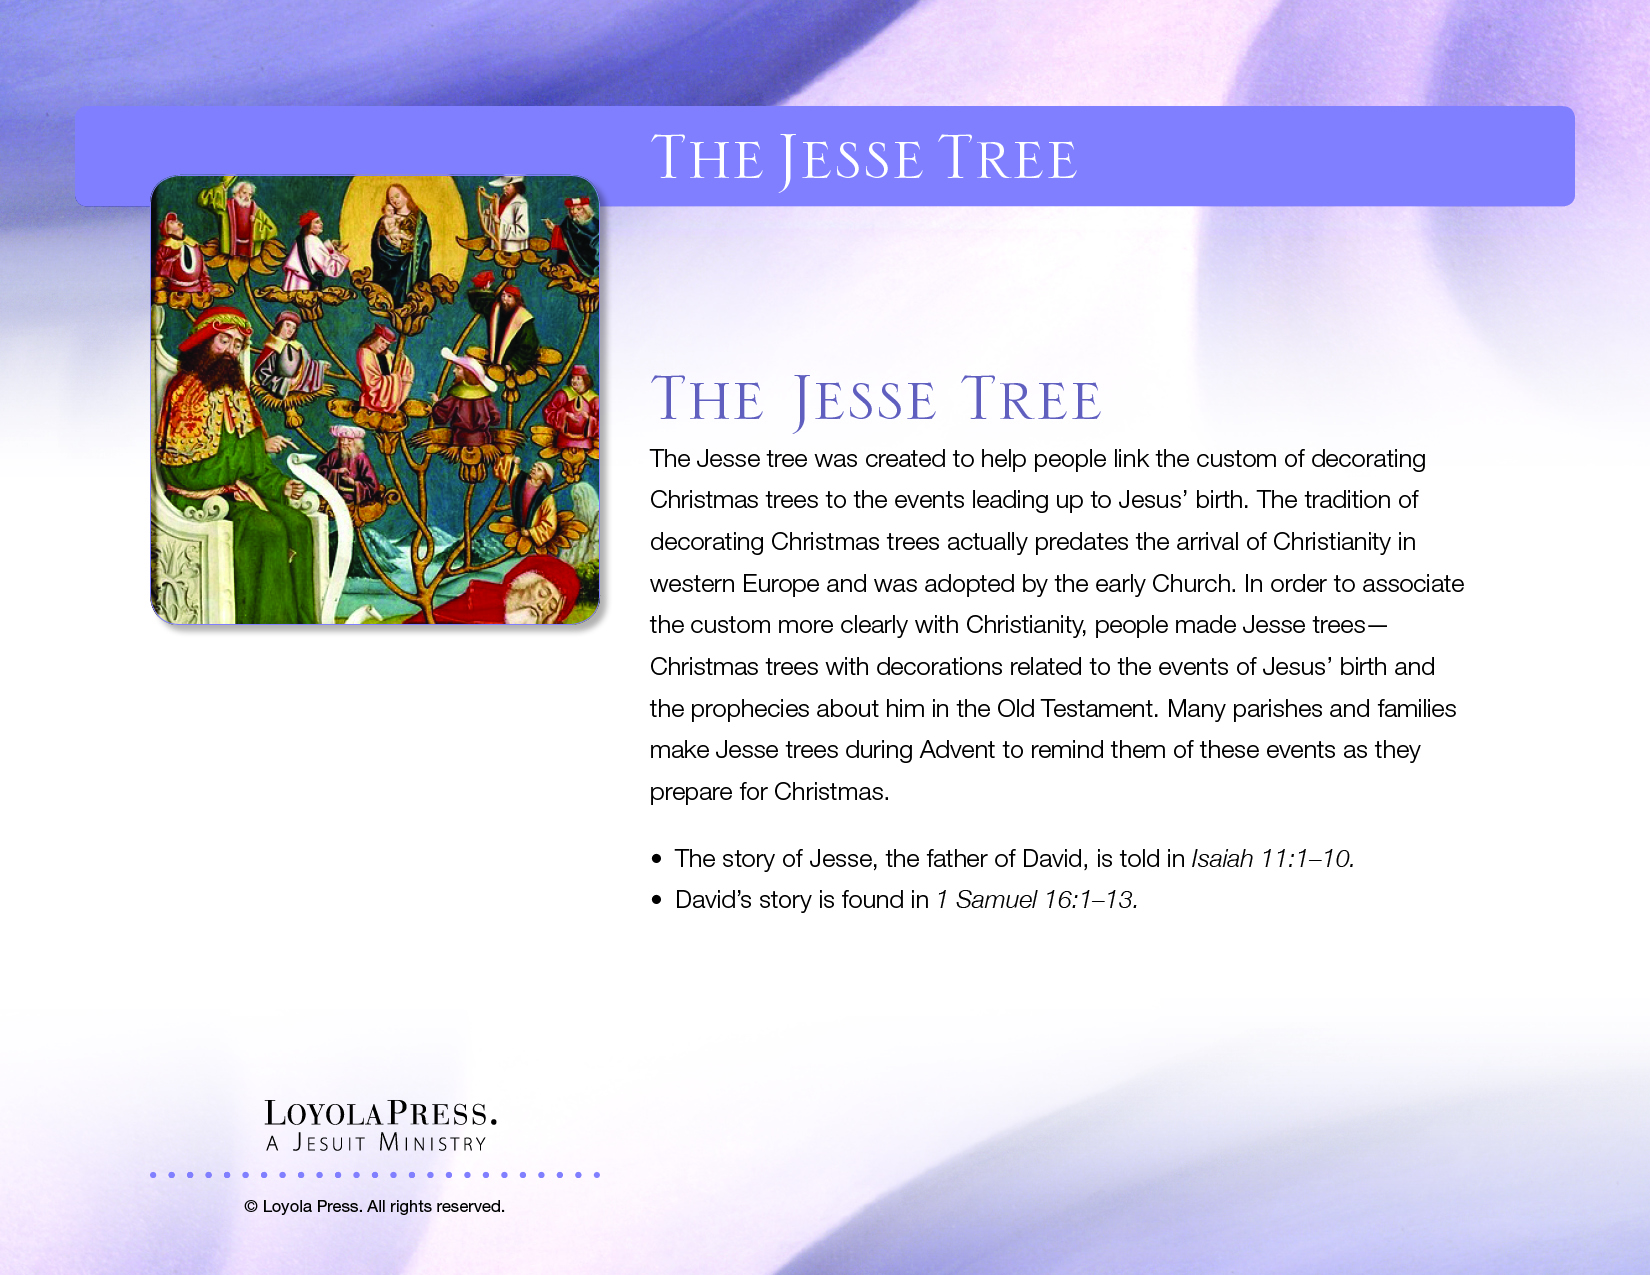 THE JESSE TREE
THE JESSE TREE
The Jesse tree was created to help people link the custom of decorating
Christmas trees to the events leading up to Jesus’ birth. The tradition of
decorating Christmas trees actually predates the arrival of Christianity in
western Europe and was adopted by the early Church. In order to associate
the custom more clearly with Christianity, people made Jesse trees—
Christmas trees with decorations related to the events of Jesus’ birth and
the prophecies about him in the Old Testament. Many parishes and families
make Jesse trees during Advent to remind them of these events as they
prepare for Christmas.
• The story of Jesse, the father of David, is told in Isaiah 11:1–10.
• David’s story is found in 1 Samuel 16:1–13.
LOYOLA PRESS.
A JESUIT MINISTRY
© Loyola Press. All rights reserved.